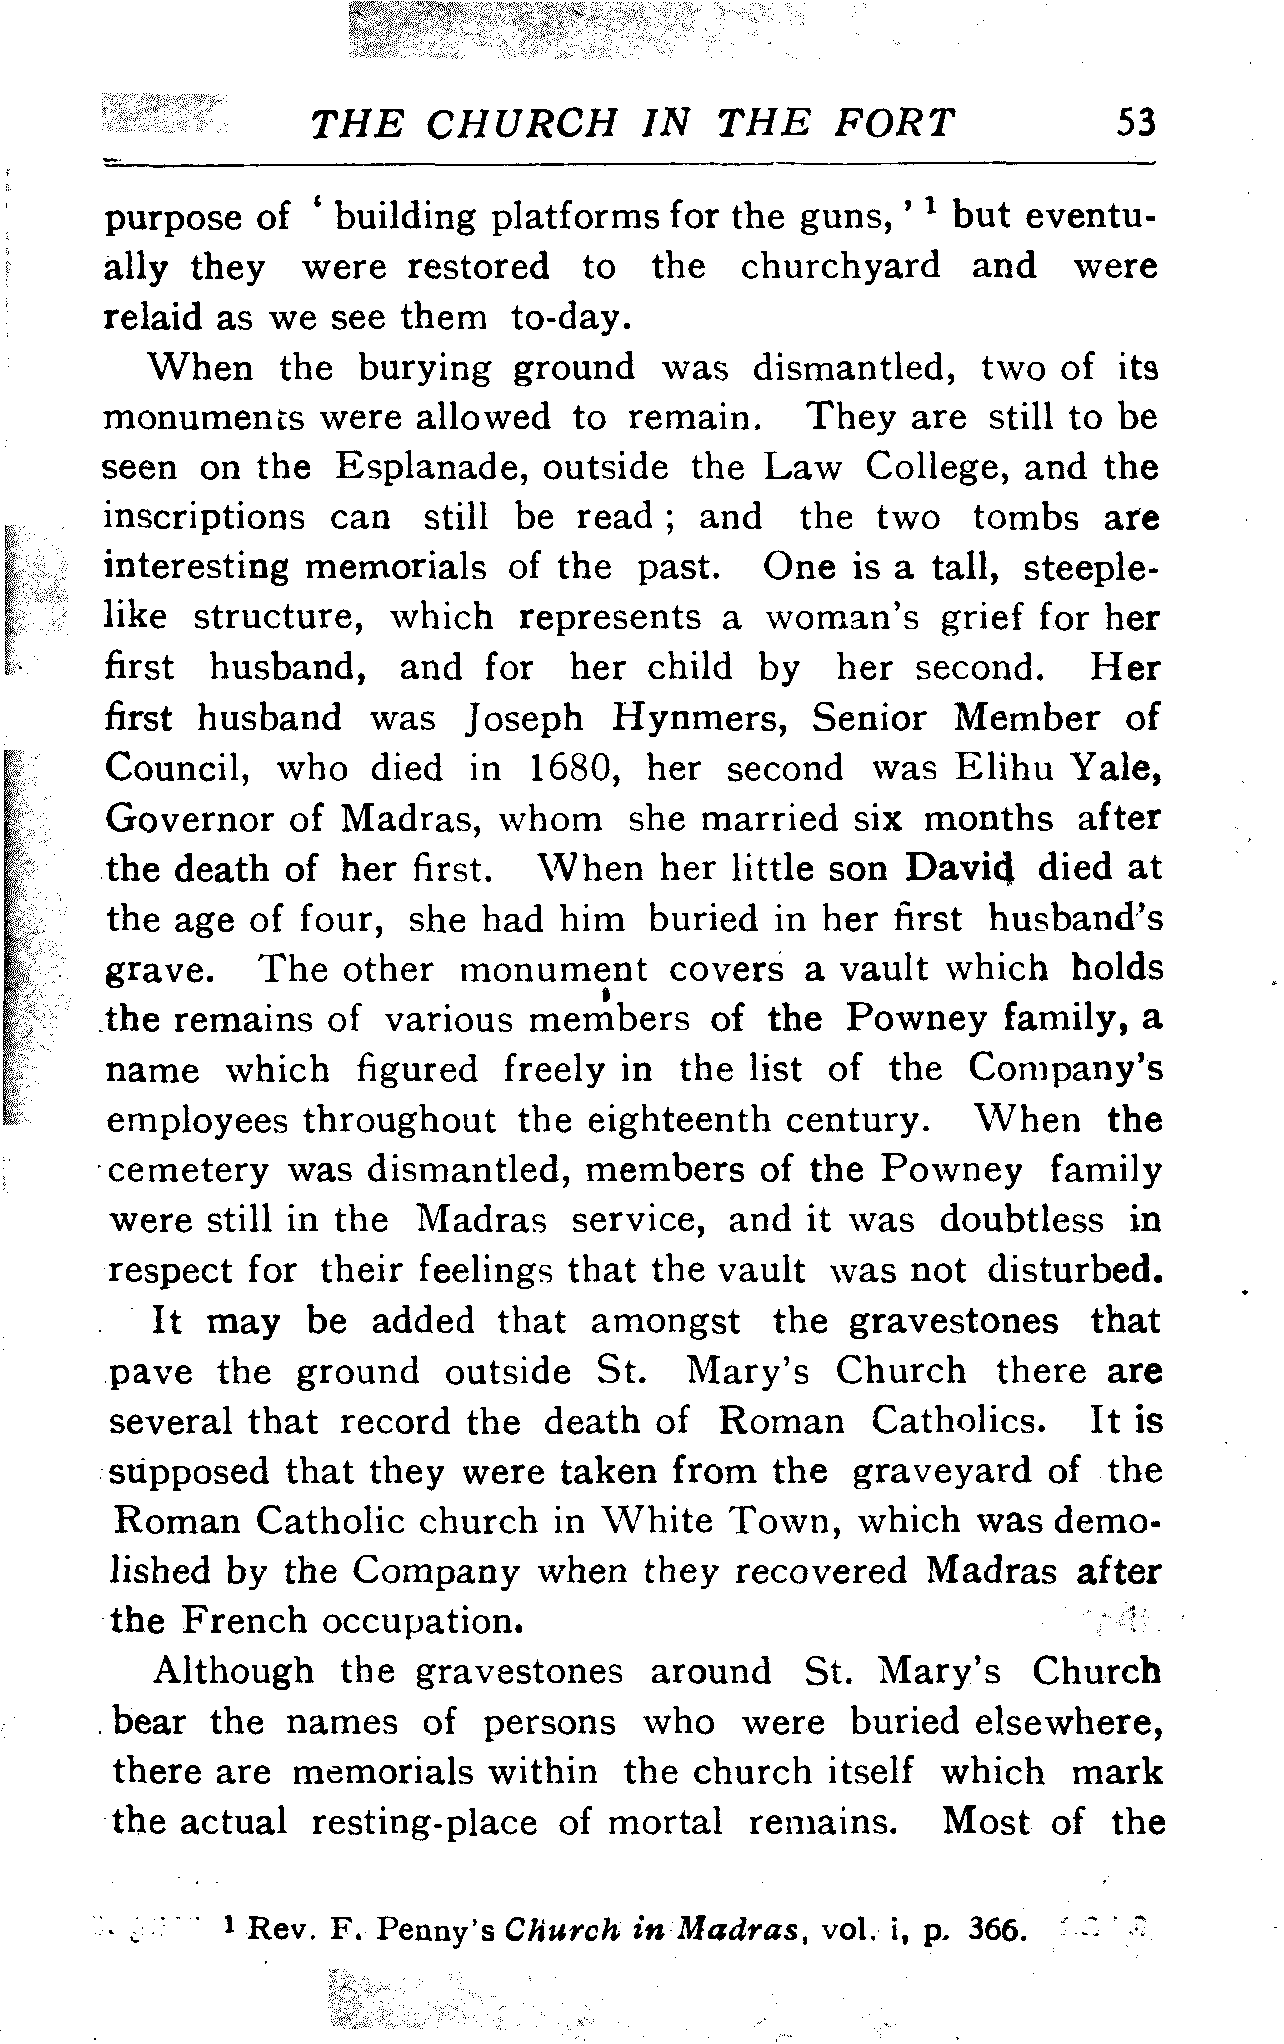 THE CHURCH IN THE FORT 53
purpose of ‘ building platforms for the guns, ’ ¹ but eventu-
ally they were restored to the churchyard and were
relaid as we see them to-day.
When the burying ground was dismantled, two of its
monuments were allowed to remain. They are still to be
seen on the Esplanade, outside the Law College, and the
inscriptions can still be read ; and the two tombs are
interesting memorials of the past. One is a tall, steeple-
like structure, which represents a woman's grief for her
first husband, and for her child by her second. Her
first husband was Joseph Hynmers, Senior Member of
Council, who died in 1680, her second was Elihu Yale,
Governor of Madras, whom she married six months after
the death of her first. When her little son David died at
the age of four, she had him buried in her first husband's
grave. The other monument covers a vault which holds
the remains of various members of the Powney family, a
name which figured freely in the list of the Company's
employees throughout the eighteenth century. When the
cemetery was dismantled, members of the Powney family
were still in the Madras service, and it was doubtless in
respect for their feelings that the vault was not disturbed.
It may be added that amongst the gravestones that
pave the ground outside St. Mary's Church there are
several that record the death of Roman Catholics. It is
supposed that they were taken from the graveyard of the
Roman Catholic church in White Town, which was demo-
lished by the Company when they recovered Madras after
the French occupation.
Although the gravestones around St. Mary's Church
bear the names of persons who were buried elsewhere,
there are memorials within the church itself which mark
the actual resting-place of mortal remains. Most of the
¹ Rev. F. Penny's Church in Madras, vol. i, p. 366.